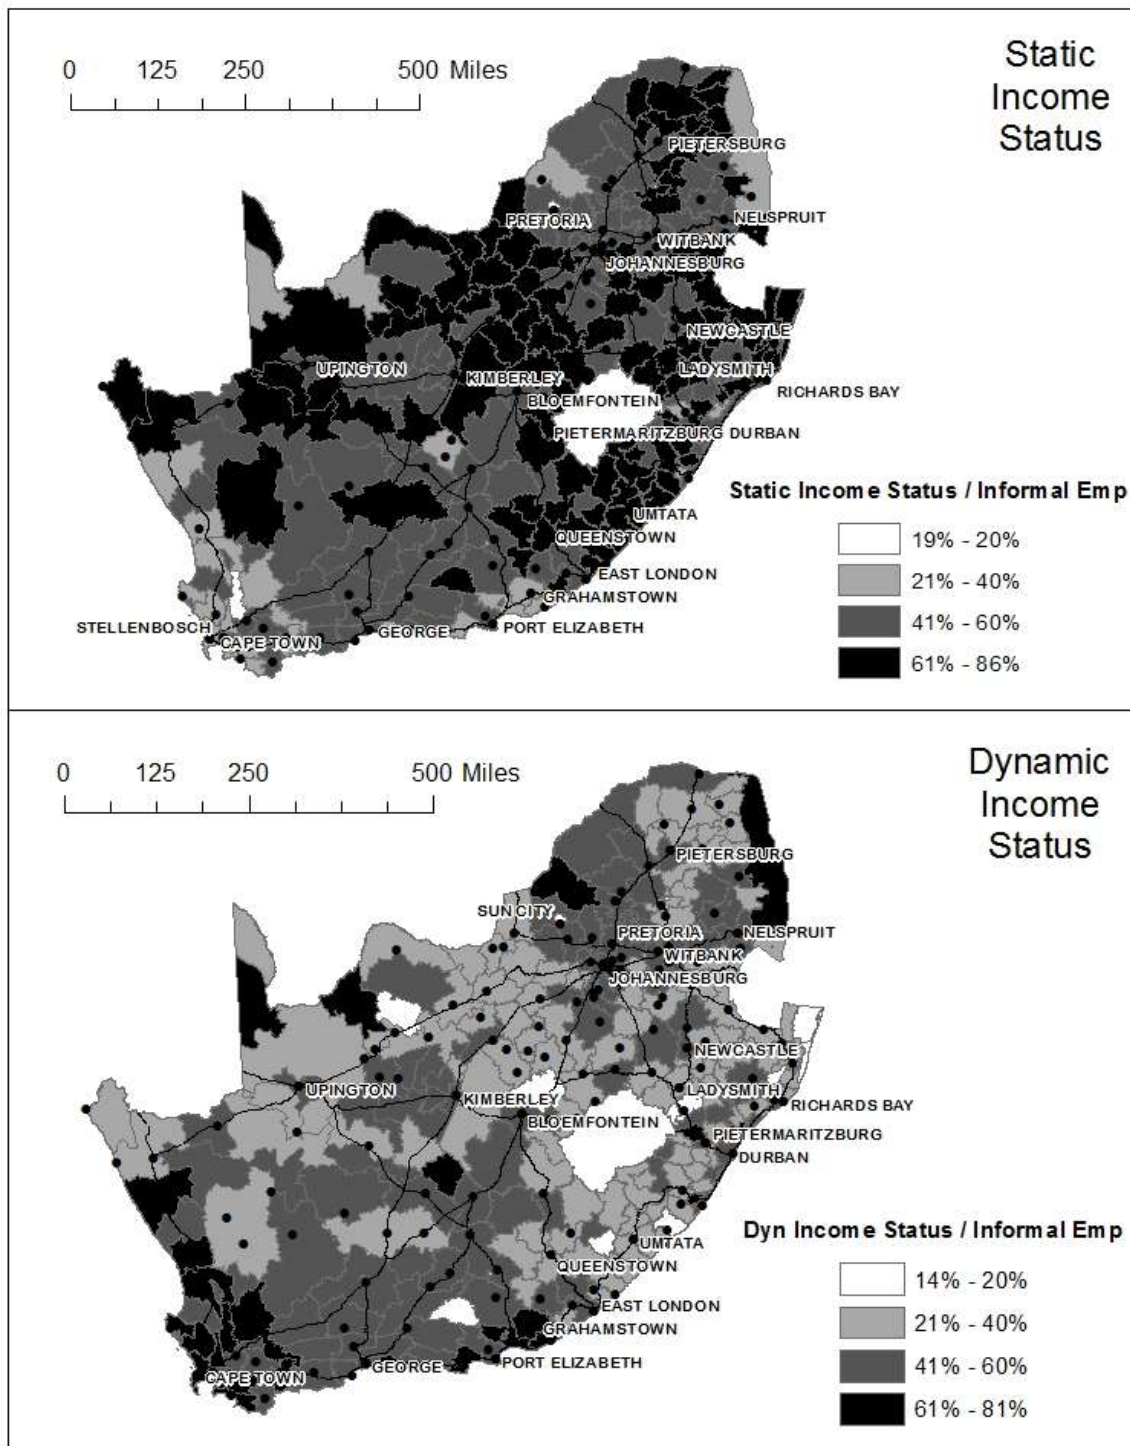 0 125 250 500 Miles
Static
Income
Status
PIETERSBURG
PRETORIA
NELSPRUIT
WITBANK
JOHANNESBURG
NEWCASTLE
UPINGTON
LADYSMITH
KIMBERLEY
RICHARDS BAY
BLOEMFONTEIN
PIETERMARITZBURG DURBAN
Static Income Status / Informal Emp
UMTATA
19% - 20%
QUEENSTOWN
21% - 40%
EAST LONDON
GRAHAMSTOWN
41% - 60%
STELLENBOSCH
GEORGE
PORT ELIZABETH
CAPE TOWN
61% - 86%
0 125 250 500 Miles
Dynamic
Income
Status
PIETERSBURG
SUN CITY
PRETORIA
NELSPRUIT
WITBANK
JOHANNESBURG
NEWCASTLE
UPINGTON
LADYSMITH
KIMBERLEY
RICHARDS BAY
BLOEMFONTEIN
PIETERMARITZBURG
DURBAN
Dyn Income Status / Informal Emp
UMTATA
QUEENSTOWN
14% - 20%
EAST LONDON
21% - 40%
GRAHAMSTOWN
PORT ELIZABETH
GEORGE
41% - 60%
CAPE TOWN
61% - 81%